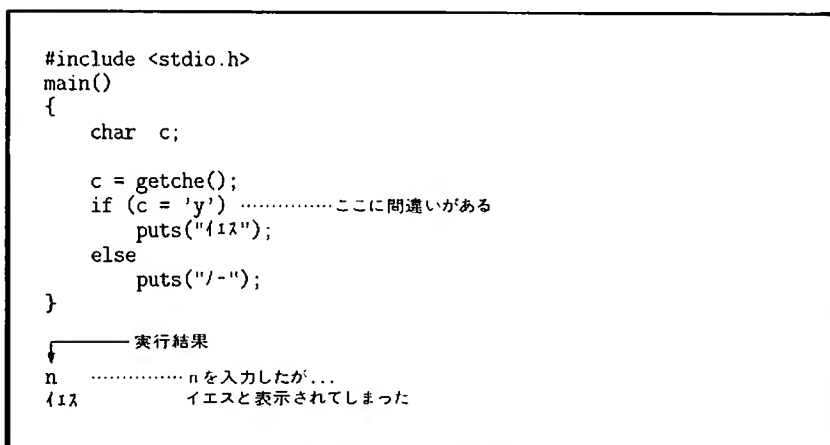 #include <stdio.h>
main()
{
    char  c;

    c = getche();
    if (c = 'y') ……………ここに間違いがある
        puts("ｲｴｽ");
    else
        puts("ﾉｰ");
}

実行結果
n ……………nを入力したが...
ｲｴｽ イエスと表示されてしまった